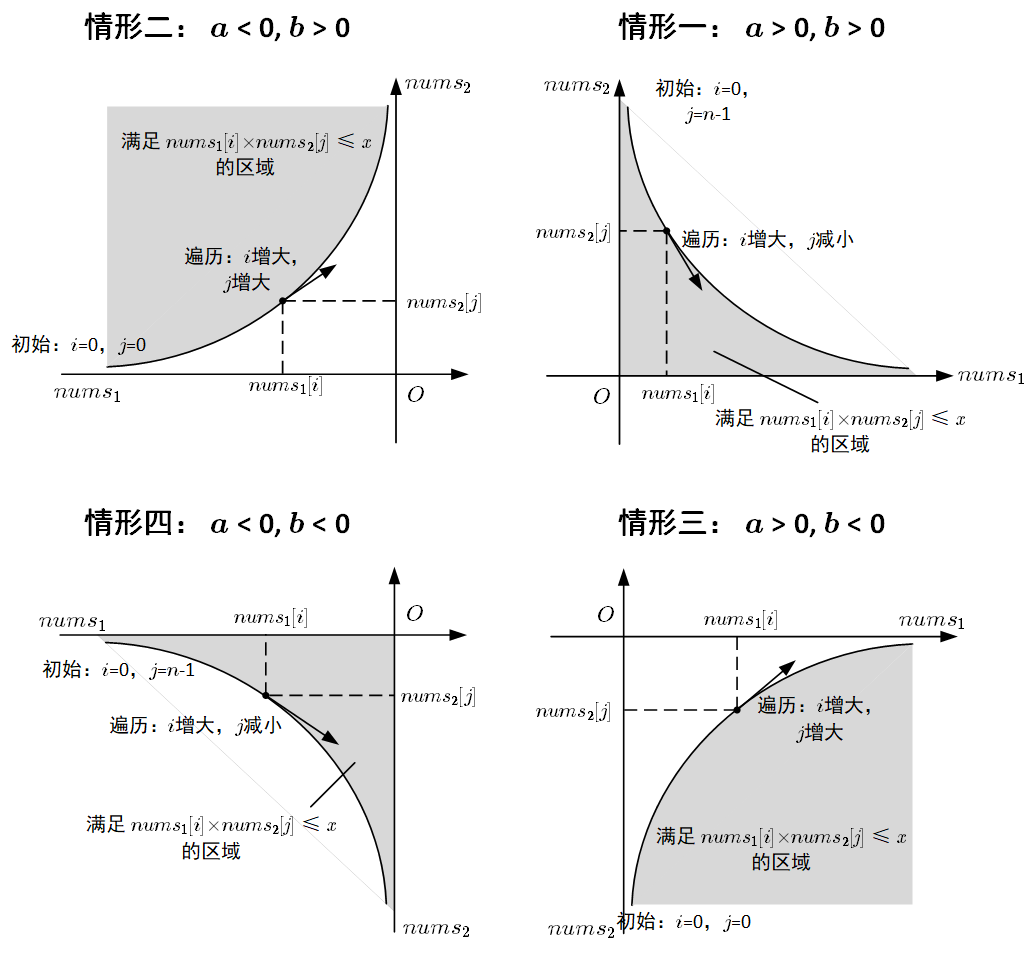 情形二： a < 0, b > 0
nums₂
满足 nums₁[i]×nums₂[j] ⩽ x
的区域
遍历：i增大，
j增大
nums₂[j]
初始：i=0，j=0
nums₁
nums₁[i]
O
情形一： a > 0, b > 0
nums₂
初始：i=0，
j=n-1
nums₂[j]
遍历：i增大，j减小
nums₁
O
nums₁[i]
满足 nums₁[i]×nums₂[j] ⩽ x
的区域
情形四： a < 0, b < 0
nums₁
nums₁[i]
O
初始：i=0，j=n-1
nums₂[j]
遍历：i增大，j减小
满足 nums₁[i]×nums₂[j] ⩽ x
的区域
nums₂
情形三： a > 0, b < 0
O
nums₁[i]
nums₁
nums₂[j]
遍历：i增大，
j增大
满足 nums₁[i]×nums₂[j] ⩽ x
的区域
nums₂
初始：i=0，j=0